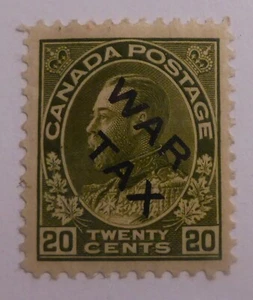 CANADA POSTAGE
WAR
TAX
TWENTY
20 CENTS 20